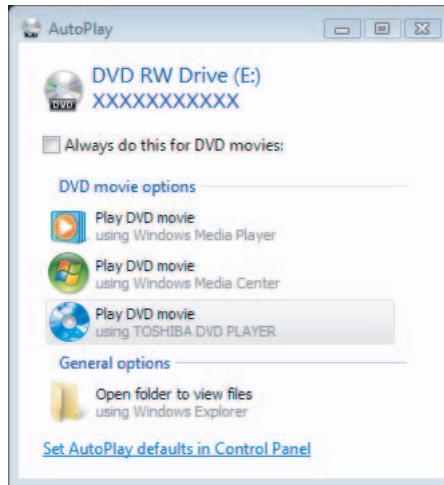 AutoPlay
DVD RW Drive (E:)
XXXXXXXXXXX
DVD
Always do this for DVD movies:
DVD movie options
Play DVD movie
using Windows Media Player
Play DVD movie
using Windows Media Center
Play DVD movie
using TOSHIBA DVD PLAYER
General options
Open folder to view files
using Windows Explorer
Set AutoPlay defaults in Control Panel